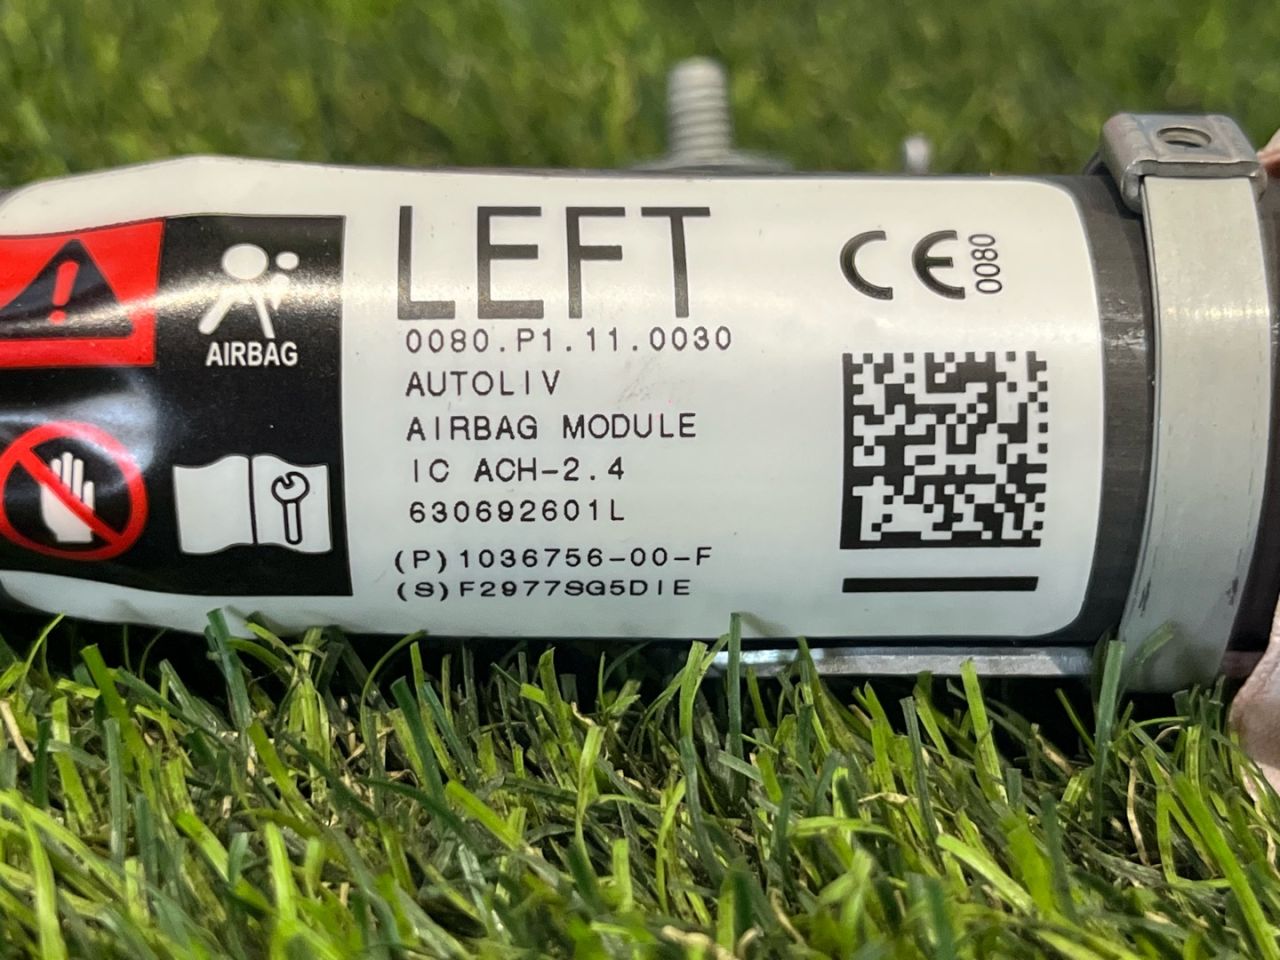 AIRBAG
LEFT
0080.P1.11.0030
AUTOLIV
AIRBAG MODULE
IC ACH-2.4
630692601L
(P)1036756-00-F
(S)F2977SG5DIE
CE 0080